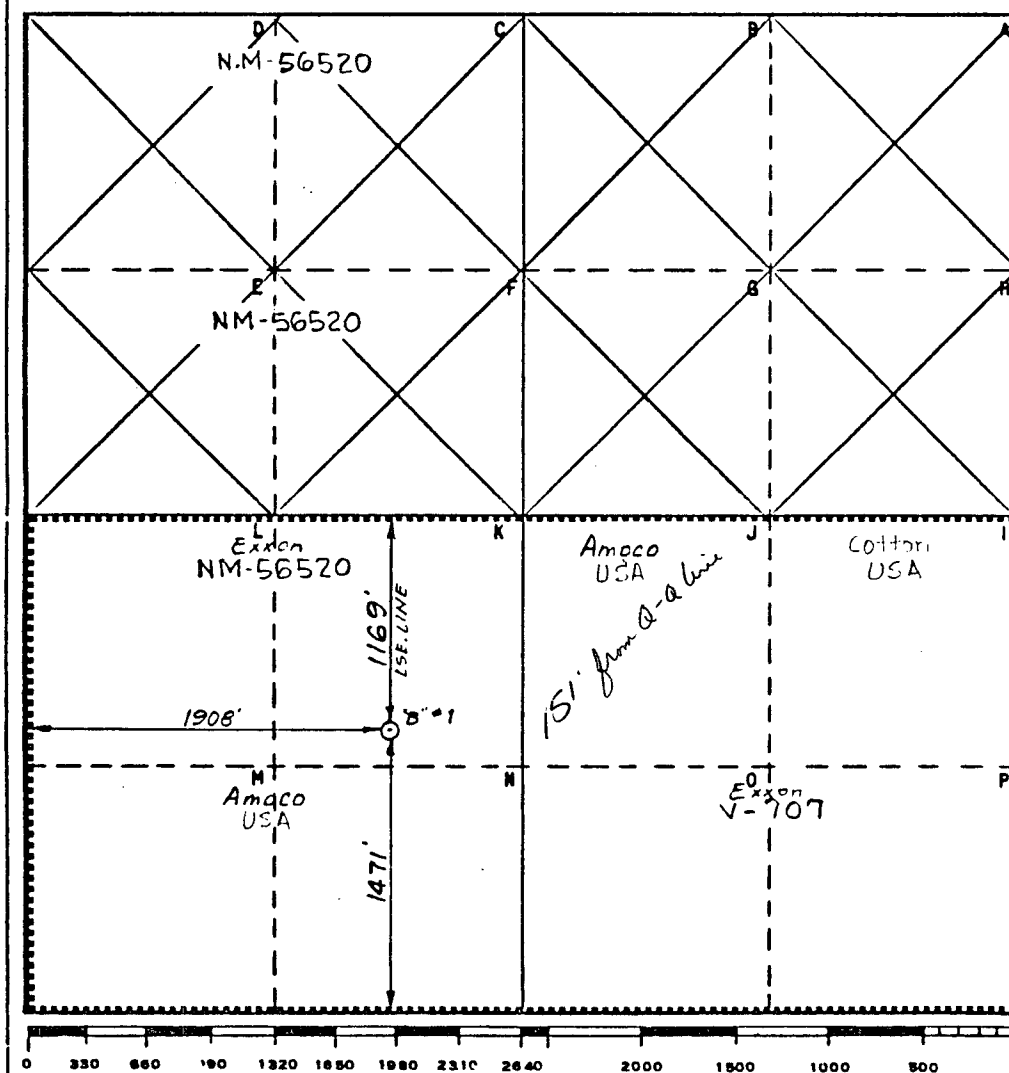 D C B A
N.M-56520
E F G H
NM-56520
L K J I
Exxon
NM-56520
Amoco
USA
Cotton
USA
1169'
LSE. LINE
151' from Q-Q line
1908'
"B" #1
M N O P
Amoco
USA
Exxon
V-707
1471'
0 330 660 990 1320 1650 1980 2310 2640 2000 1500 1000 500